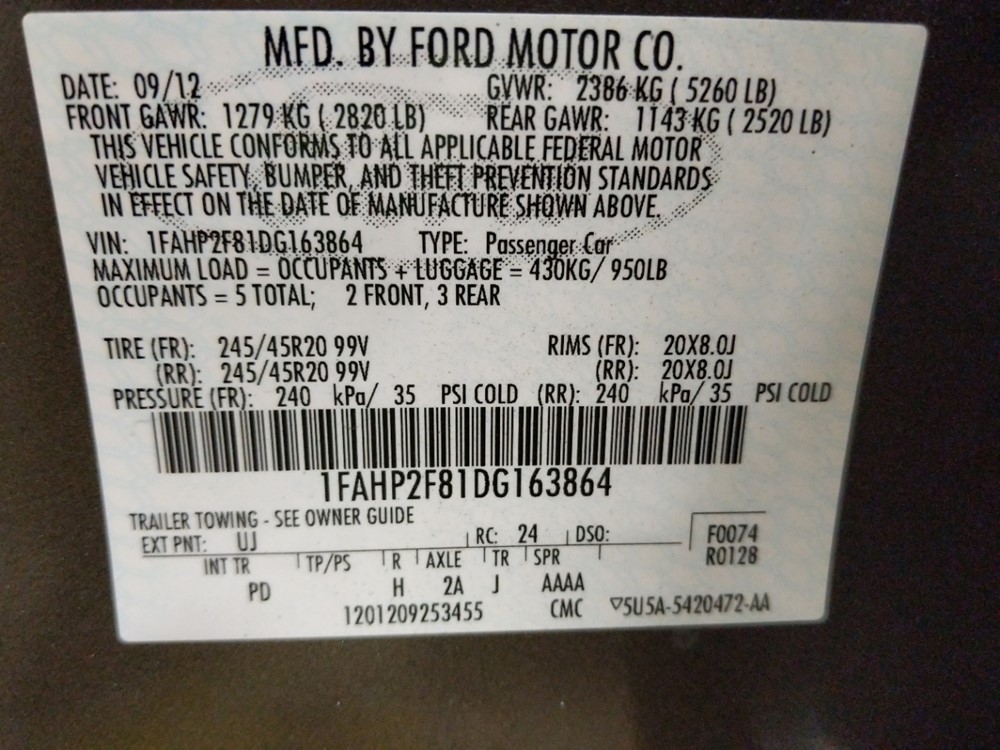 MFD. BY FORD MOTOR CO.
DATE: 09/12 GVWR: 2386 KG ( 5260 LB)
FRONT GAWR: 1279 KG ( 2820 LB) REAR GAWR: 1143 KG ( 2520 LB)
THIS VEHICLE CONFORMS TO ALL APPLICABLE FEDERAL MOTOR
VEHICLE SAFETY, BUMPER, AND THEFT PREVENTION STANDARDS
IN EFFECT ON THE DATE OF MANUFACTURE SHOWN ABOVE.
VIN: 1FAHP2F81DG163864 TYPE: Passenger Car
MAXIMUM LOAD = OCCUPANTS + LUGGAGE = 430KG/ 950LB
OCCUPANTS = 5 TOTAL; 2 FRONT, 3 REAR
TIRE (FR): 245/45R20 99V RIMS (FR): 20X8.0J
(RR): 245/45R20 99V (RR): 20X8.0J
PRESSURE (FR): 240 kPa/ 35 PSI COLD (RR): 240 kPa/ 35 PSI COLD
1FAHP2F81DG163864
TRAILER TOWING - SEE OWNER GUIDE
EXT PNT: UJ RC: 24 DSO: F0074
INT TR TP/PS R AXLE TR SPR R0128
PD H 2A J AAAA
1201209253455 CMC ▽5U5A-5420472-AA